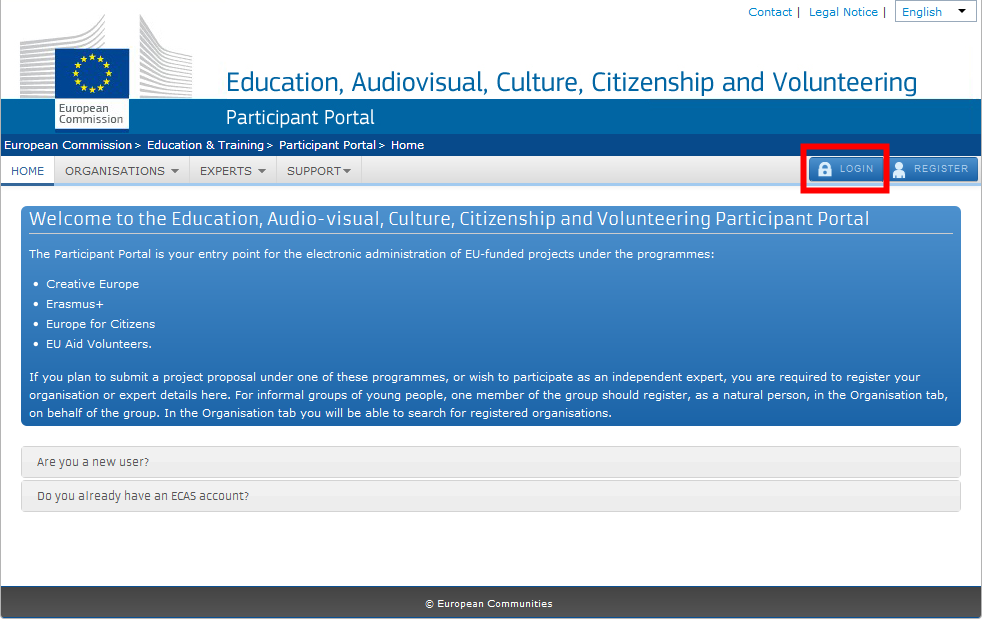 Contact | Legal Notice | English
Education, Audiovisual, Culture, Citizenship and Volunteering
European
Commission
Participant Portal
European Commission > Education & Training > Participant Portal > Home
HOME ORGANISATIONS EXPERTS SUPPORT LOGIN REGISTER
Welcome to the Education, Audio-visual, Culture, Citizenship and Volunteering Participant Portal
The Participant Portal is your entry point for the electronic administration of EU-funded projects under the programmes:
• Creative Europe
• Erasmus+
• Europe for Citizens
• EU Aid Volunteers.
If you plan to submit a project proposal under one of these programmes, or wish to participate as an independent expert, you are required to register your
organisation or expert details here. For informal groups of young people, one member of the group should register, as a natural person, in the Organisation tab,
on behalf of the group. In the Organisation tab you will be able to search for registered organisations.
Are you a new user?
Do you already have an ECAS account?
© European Communities